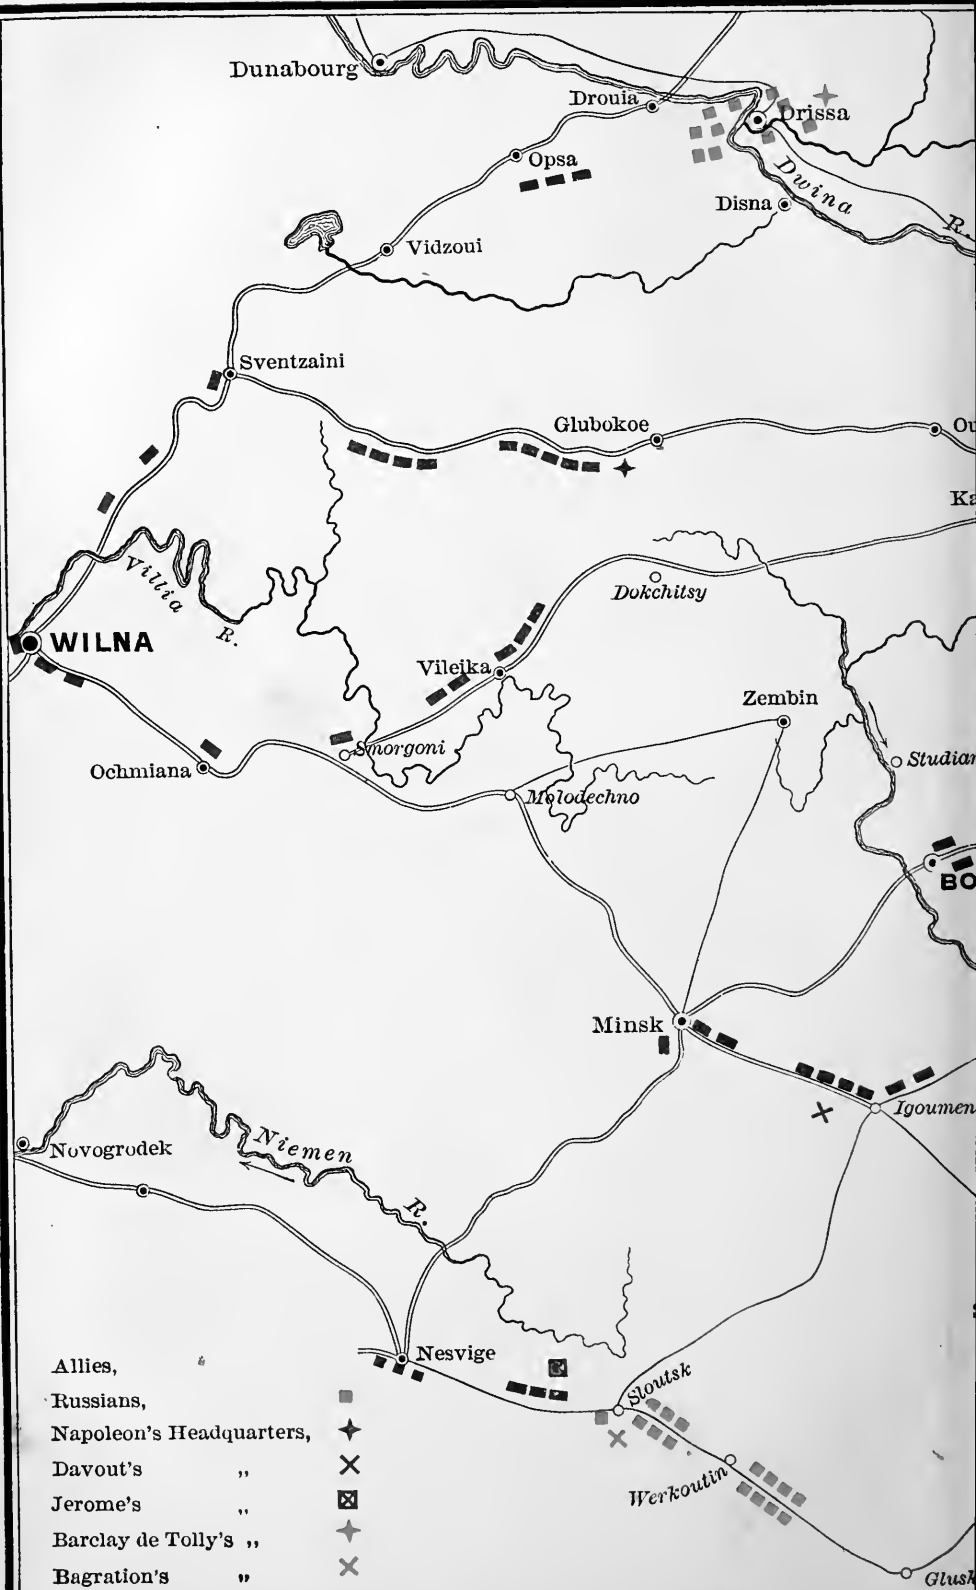 Dunabourg
Drouia
Drissa
Opsa
Dwina
R.
Disna
Vidzoui
Sventzaini
Glubokoe
Ou
Ka
Villia
R.
Dokchitsy
WILNA
Vileika
Zembin
Smorgoni
Studian
Ochmiana
Molodechno
BO
Minsk
Igoumen
Novogrodek
Niemen
R.
Nesvige
Sloutsk
Werkoutin
Glusk
Allies,
Russians,
Napoleon's Headquarters,
Davout's „
Jerome's „
Barclay de Tolly's „
Bagration's „